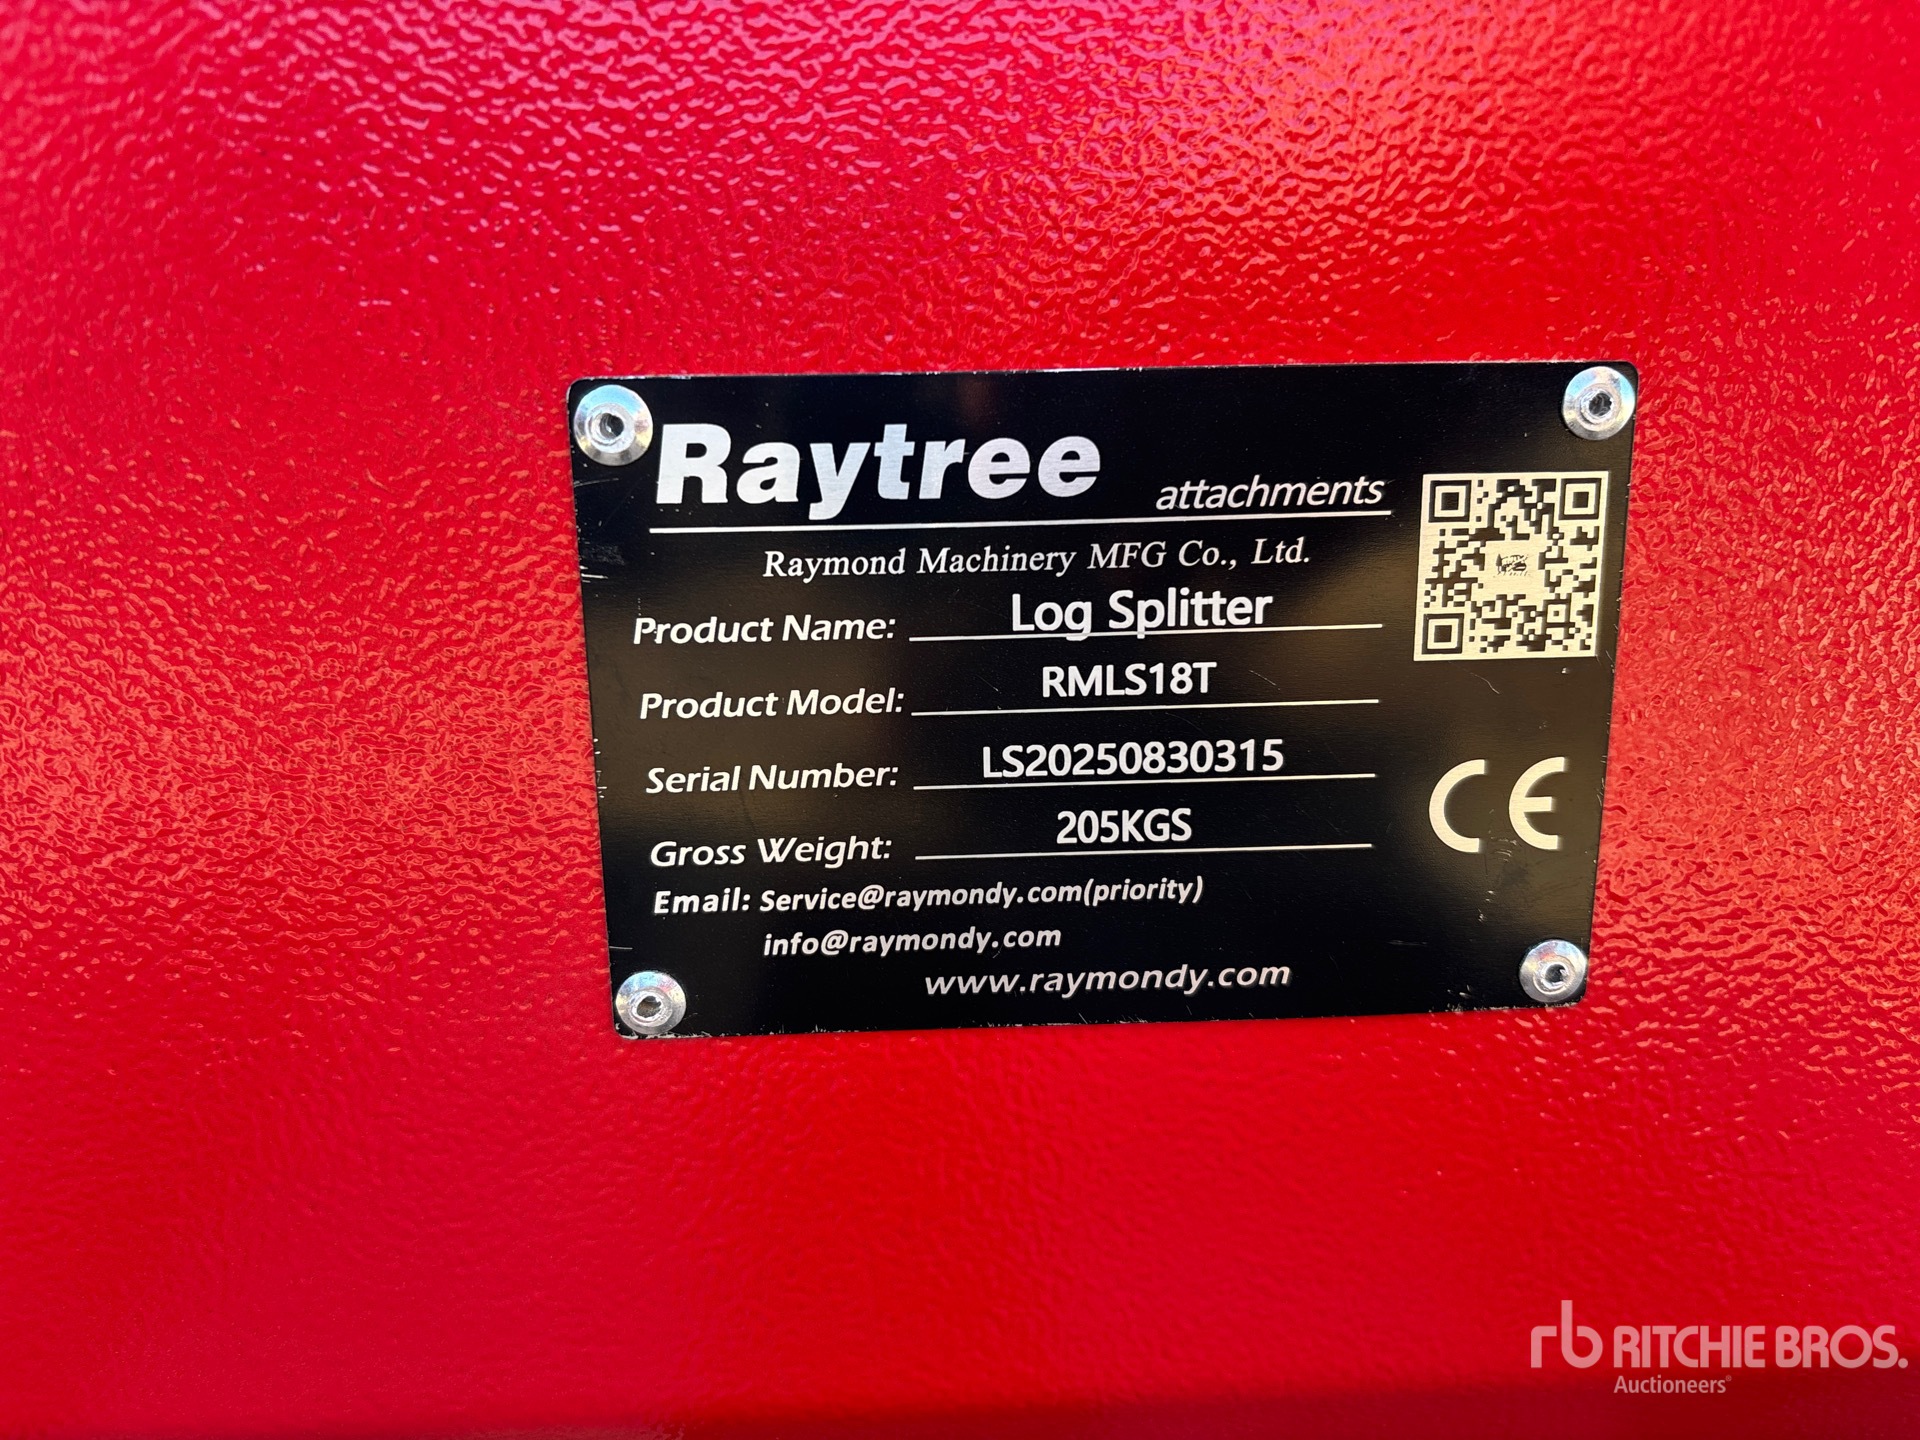 Raytree attachments
Raymond Machinery MFG Co., Ltd.
Product Name: Log Splitter
Product Model: RMLS18T
Serial Number: LS20250830315
Gross Weight: 205KGS
Email: Service@raymondy.com(priority)
info@raymondy.com
www.raymondy.com
CE
rb RITCHIE BROS.
Auctioneers®